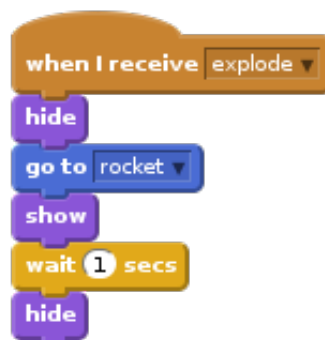 when I receive explode
hide
go to rocket
show
wait 1 secs
hide